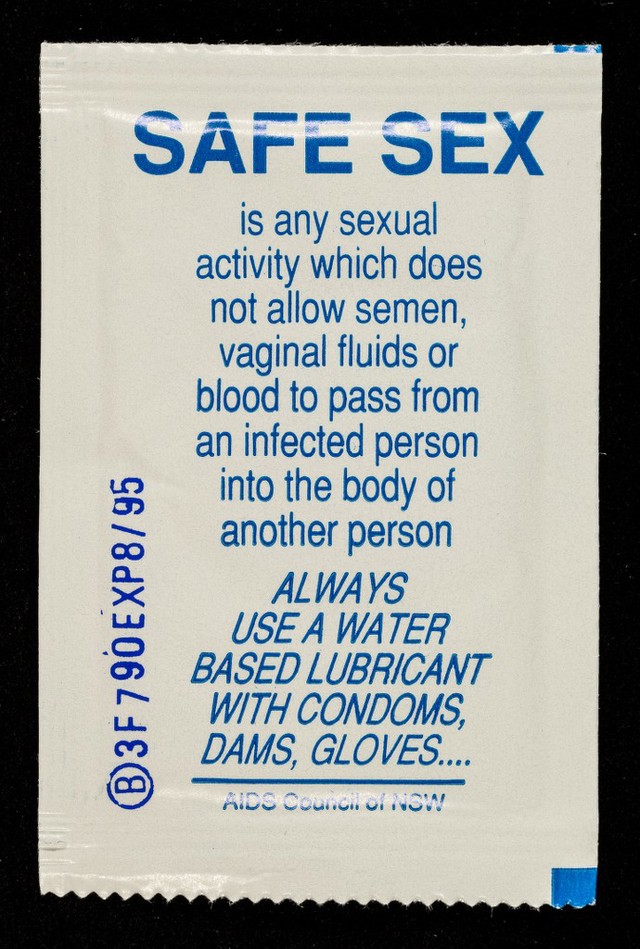 SAFE SEX
is any sexual
activity which does
not allow semen,
vaginal fluids or
blood to pass from
an infected person
into the body of
another person
ALWAYS
USE A WATER
BASED LUBRICANT
WITH CONDOMS,
DAMS, GLOVES....
AIDS Council of NSW
Ⓑ3F790EXP8/95